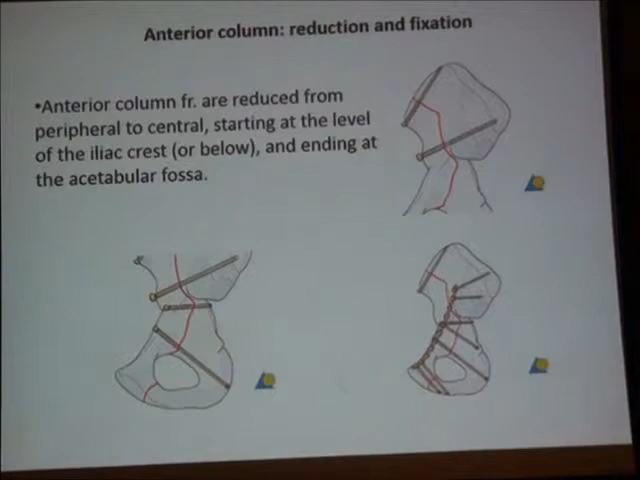 Anterior column: reduction and fixation
•Anterior column fr. are reduced from
peripheral to central, starting at the level
of the iliac crest (or below), and ending at
the acetabular fossa.